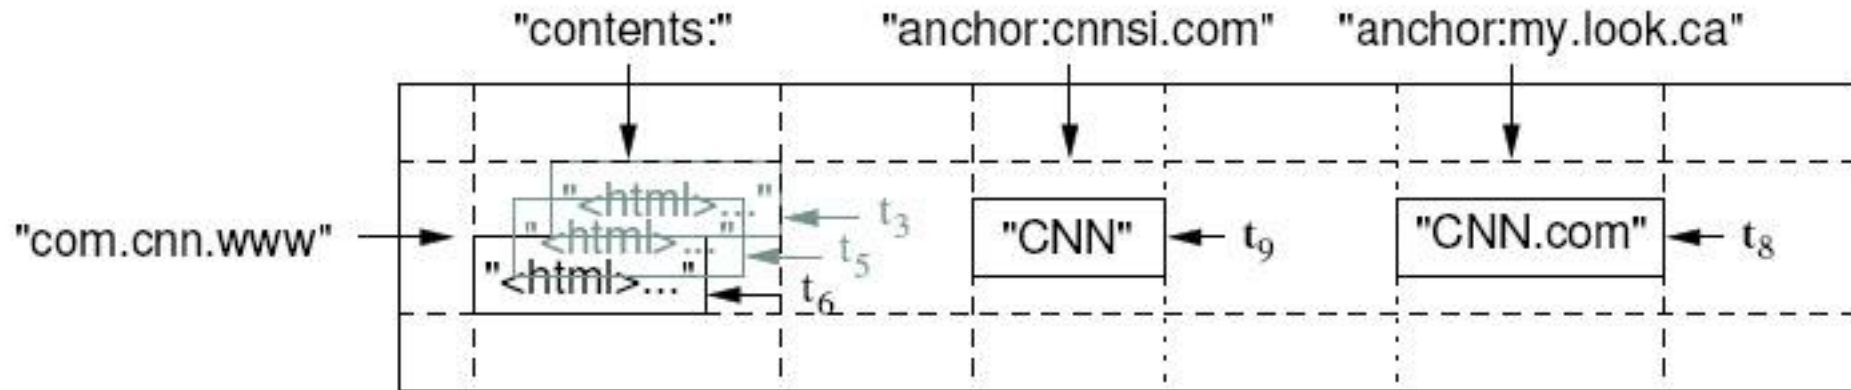 "contents:" "anchor:cnnsi.com" "anchor:my.look.ca"
"<html>..." t3
"com.cnn.www" "<html>..." t5 "CNN" t9 "CNN.com" t8
"<html>..." t6